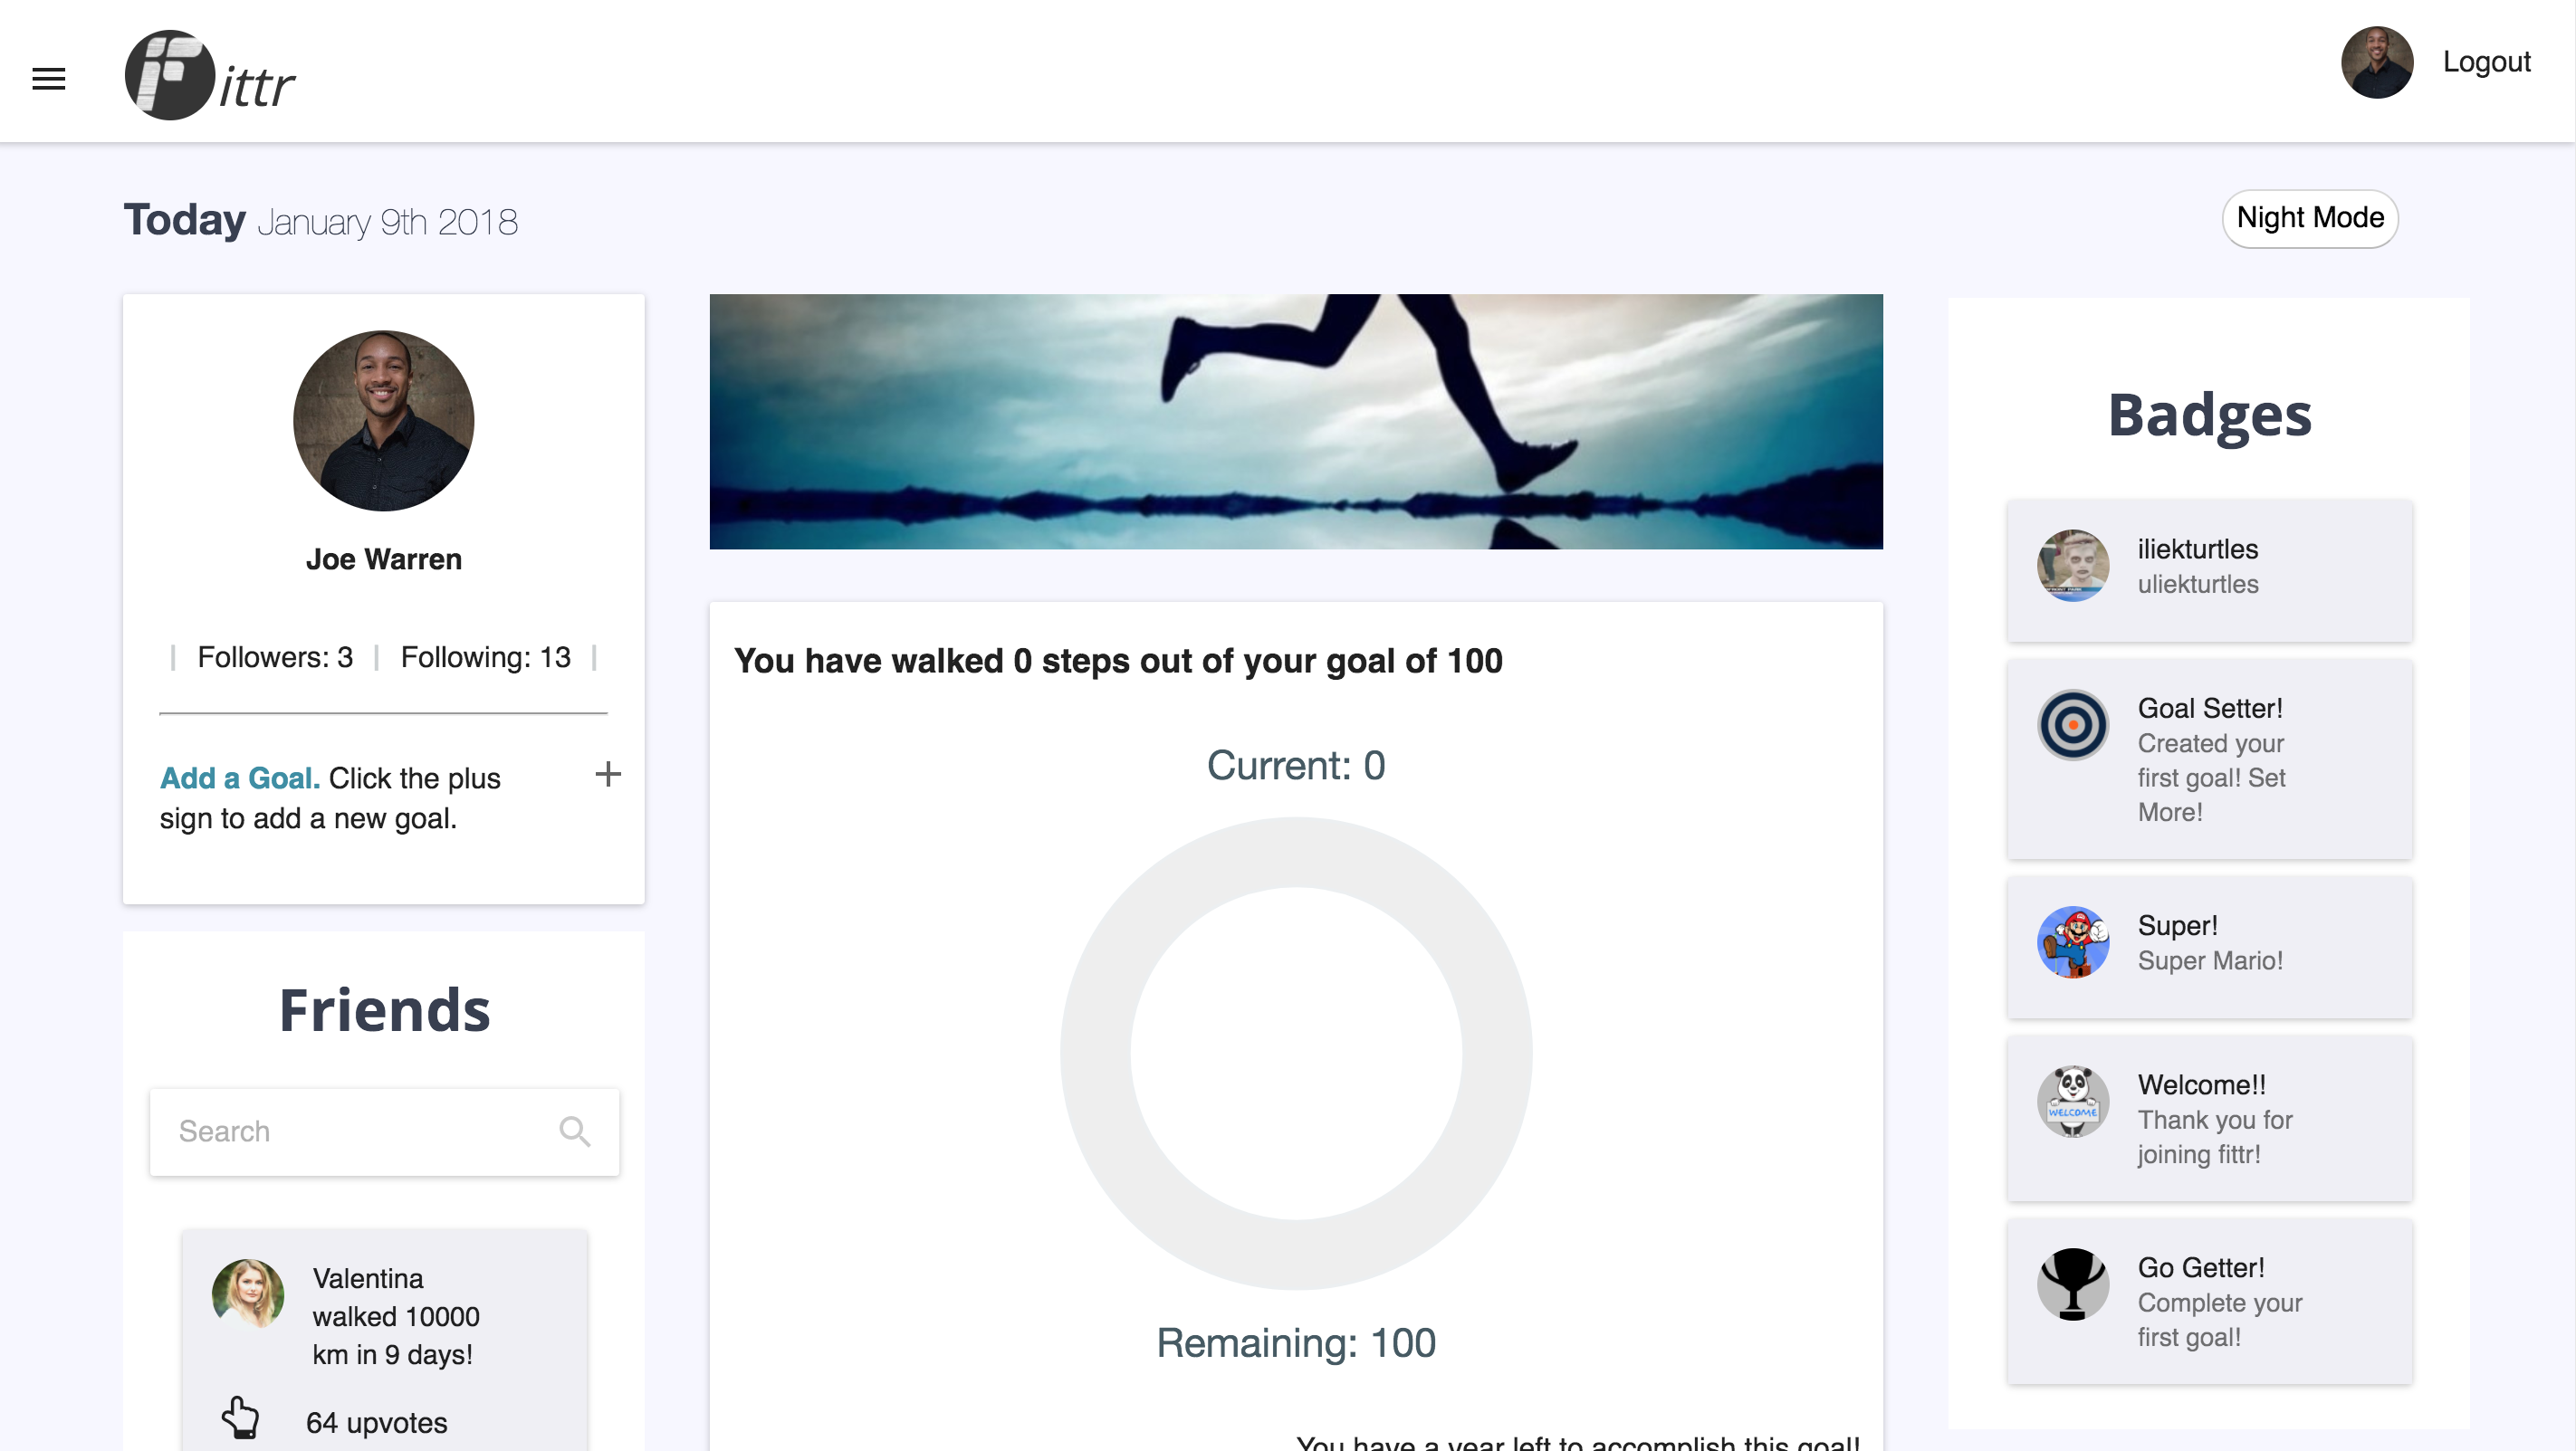 Fittr
Logout
Today January 9th 2018
Night Mode
Joe Warren
| Followers: 3 | Following: 13 |
Add a Goal. Click the plus
sign to add a new goal.
Friends
Search
Valentina
walked 10000
km in 9 days!
64 upvotes
You have walked 0 steps out of your goal of 100
Current: 0
Remaining: 100
You have a year left to accomplish this goal!
Badges
iliekturtles
uliekturtles
Goal Setter!
Created your
first goal! Set
More!
Super!
Super Mario!
WELCOME
Welcome!!
Thank you for
joining fittr!
Go Getter!
Complete your
first goal!